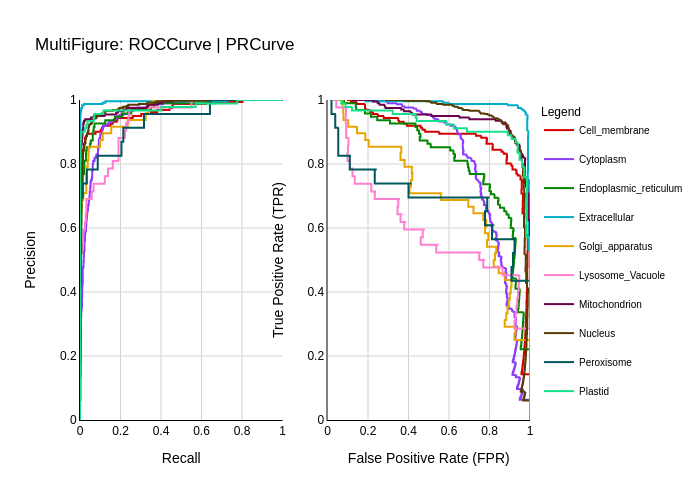 MultiFigure: ROCCurve | PRCurve
Precision
1
0.8
0.6
0.4
0.2
0
0 0.2 0.4 0.6 0.8 1
Recall
True Positive Rate (TPR)
1
0.8
0.6
0.4
0.2
0
0 0.2 0.4 0.6 0.8 1
False Positive Rate (FPR)
Legend
Cell_membrane
Cytoplasm
Endoplasmic_reticulum
Extracellular
Golgi_apparatus
Lysosome_Vacuole
Mitochondrion
Nucleus
Peroxisome
Plastid